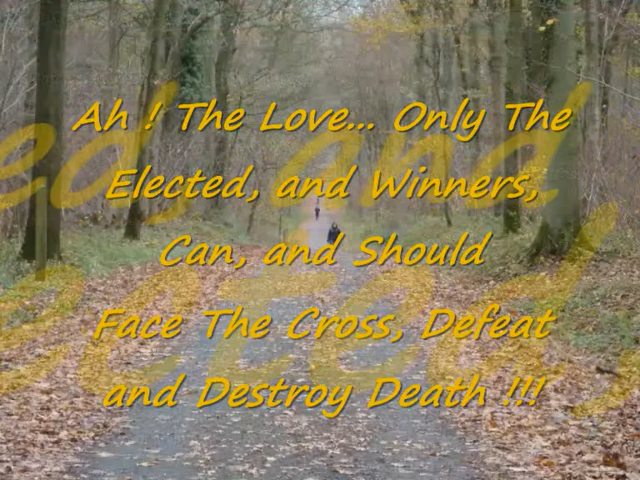 Ah ! The Love... Only The
Elected, and Winners,
Can, and Should
Face The Cross, Defeat
and Destroy Death !!!